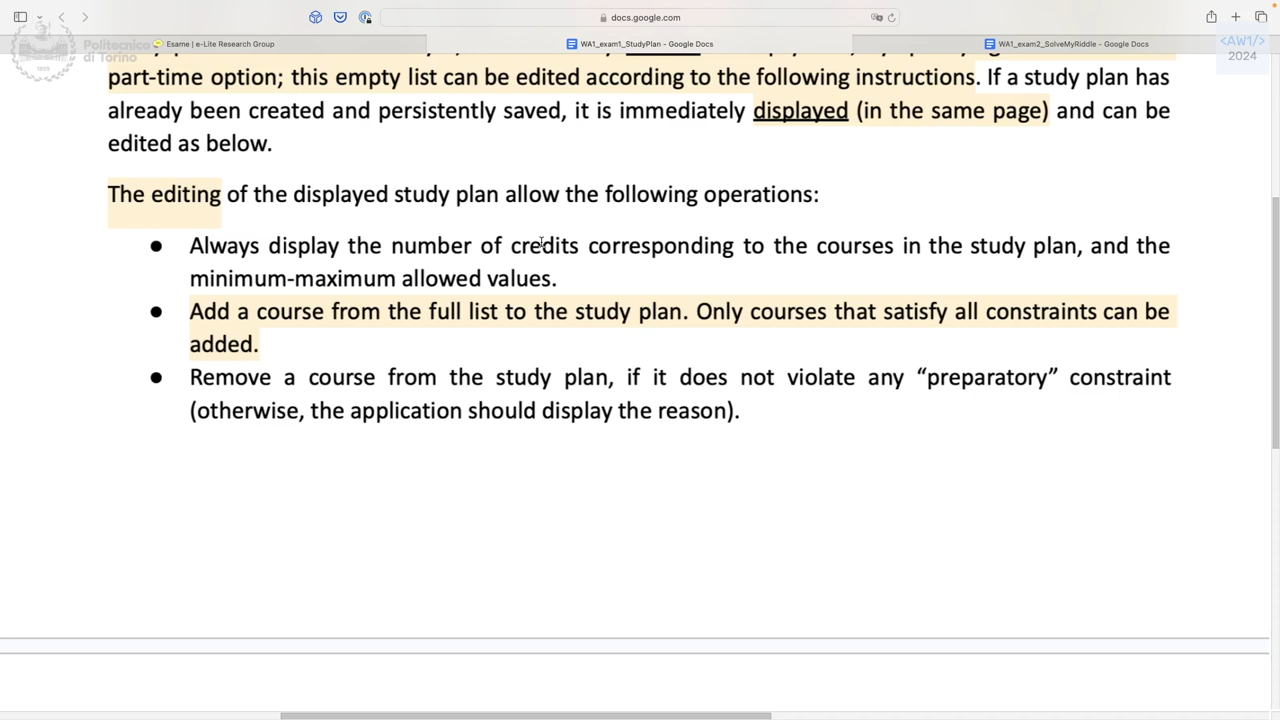 docs.google.com
Politecnico
di Torino
1859
Esame | e-Lite Research Group
WA1_exam1_StudyPlan - Google Docs
WA1_exam2_SolveMyRiddle - Google Docs
<AW1/>
2024
part-time option; this empty list can be edited according to the following instructions. If a study plan has
already been created and persistently saved, it is immediately displayed (in the same page) and can be
edited as below.
The editing of the displayed study plan allow the following operations:
● Always display the number of credits corresponding to the courses in the study plan, and the
minimum-maximum allowed values.
● Add a course from the full list to the study plan. Only courses that satisfy all constraints can be
added.
● Remove a course from the study plan, if it does not violate any “preparatory” constraint
(otherwise, the application should display the reason).